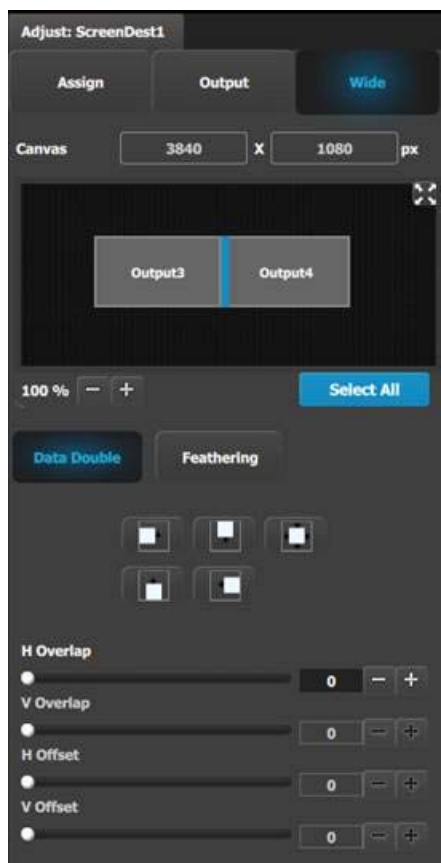 Adjust: ScreenDest1
Assign Output Wide
Canvas 3840 X 1080 px
Output3 Output4
100 % − + Select All
Data Double Feathering
H Overlap
0 − +
V Overlap
0 − +
H Offset
0 − +
V Offset
0 − +